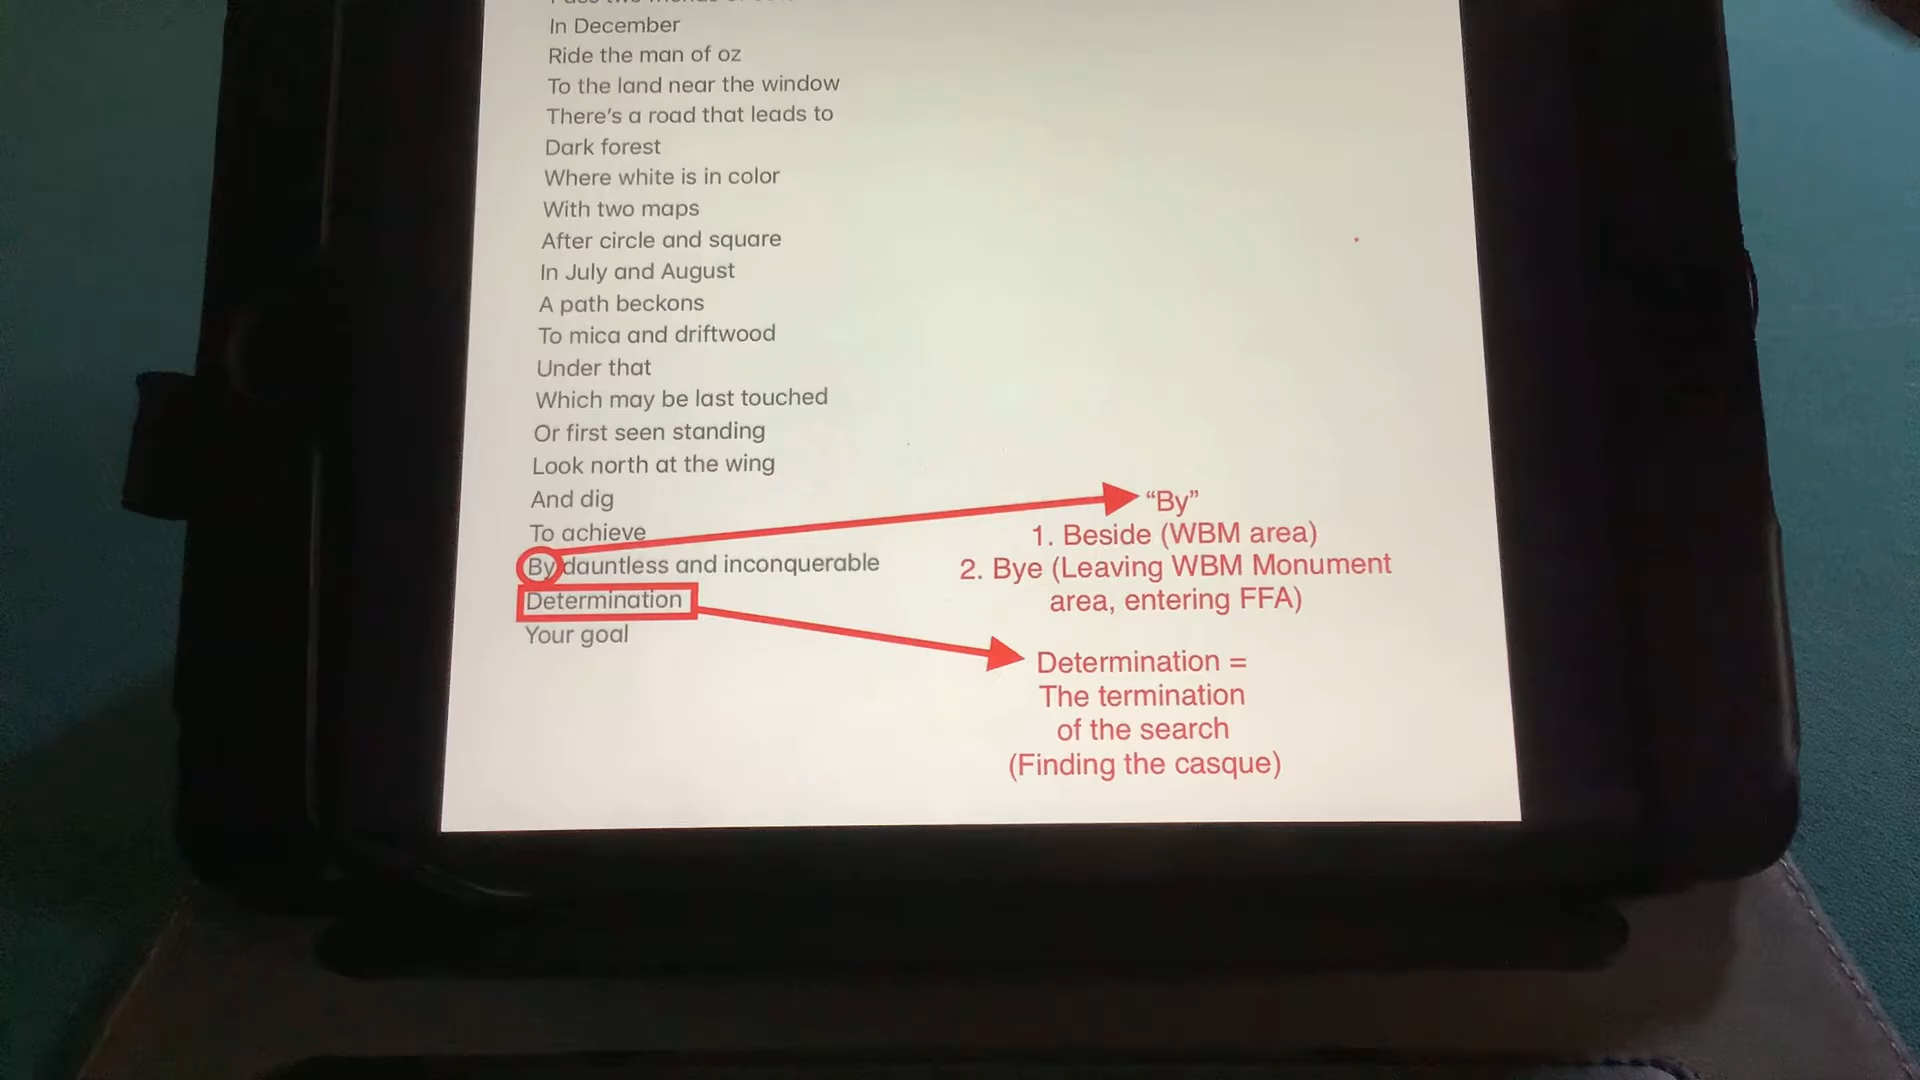 In December
Ride the man of oz
To the land near the window
There's a road that leads to
Dark forest
Where white is in color
With two maps
After circle and square
In July and August
A path beckons
To mica and driftwood
Under that
Which may be last touched
Or first seen standing
Look north at the wing
And dig
To achieve
By dauntless and inconquerable
Determination
Your goal
“By”
1. Beside (WBM area)
2. Bye (Leaving WBM Monument
area, entering FFA)
Determination =
The termination
of the search
(Finding the casque)